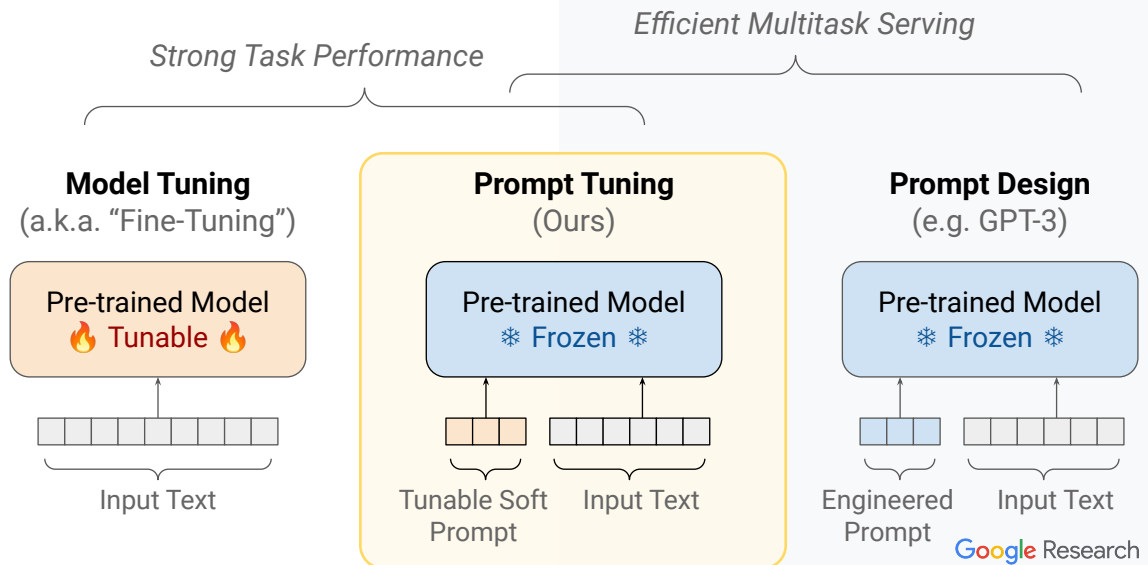 Efficient Multitask Serving
Strong Task Performance
Model Tuning
(a.k.a. “Fine-Tuning”)
Pre-trained Model
🔥 Tunable 🔥
Input Text
Prompt Tuning
(Ours)
Pre-trained Model
❄ Frozen ❄
Tunable Soft
Prompt
Input Text
Prompt Design
(e.g. GPT-3)
Pre-trained Model
❄ Frozen ❄
Engineered
Prompt
Input Text
Google Research